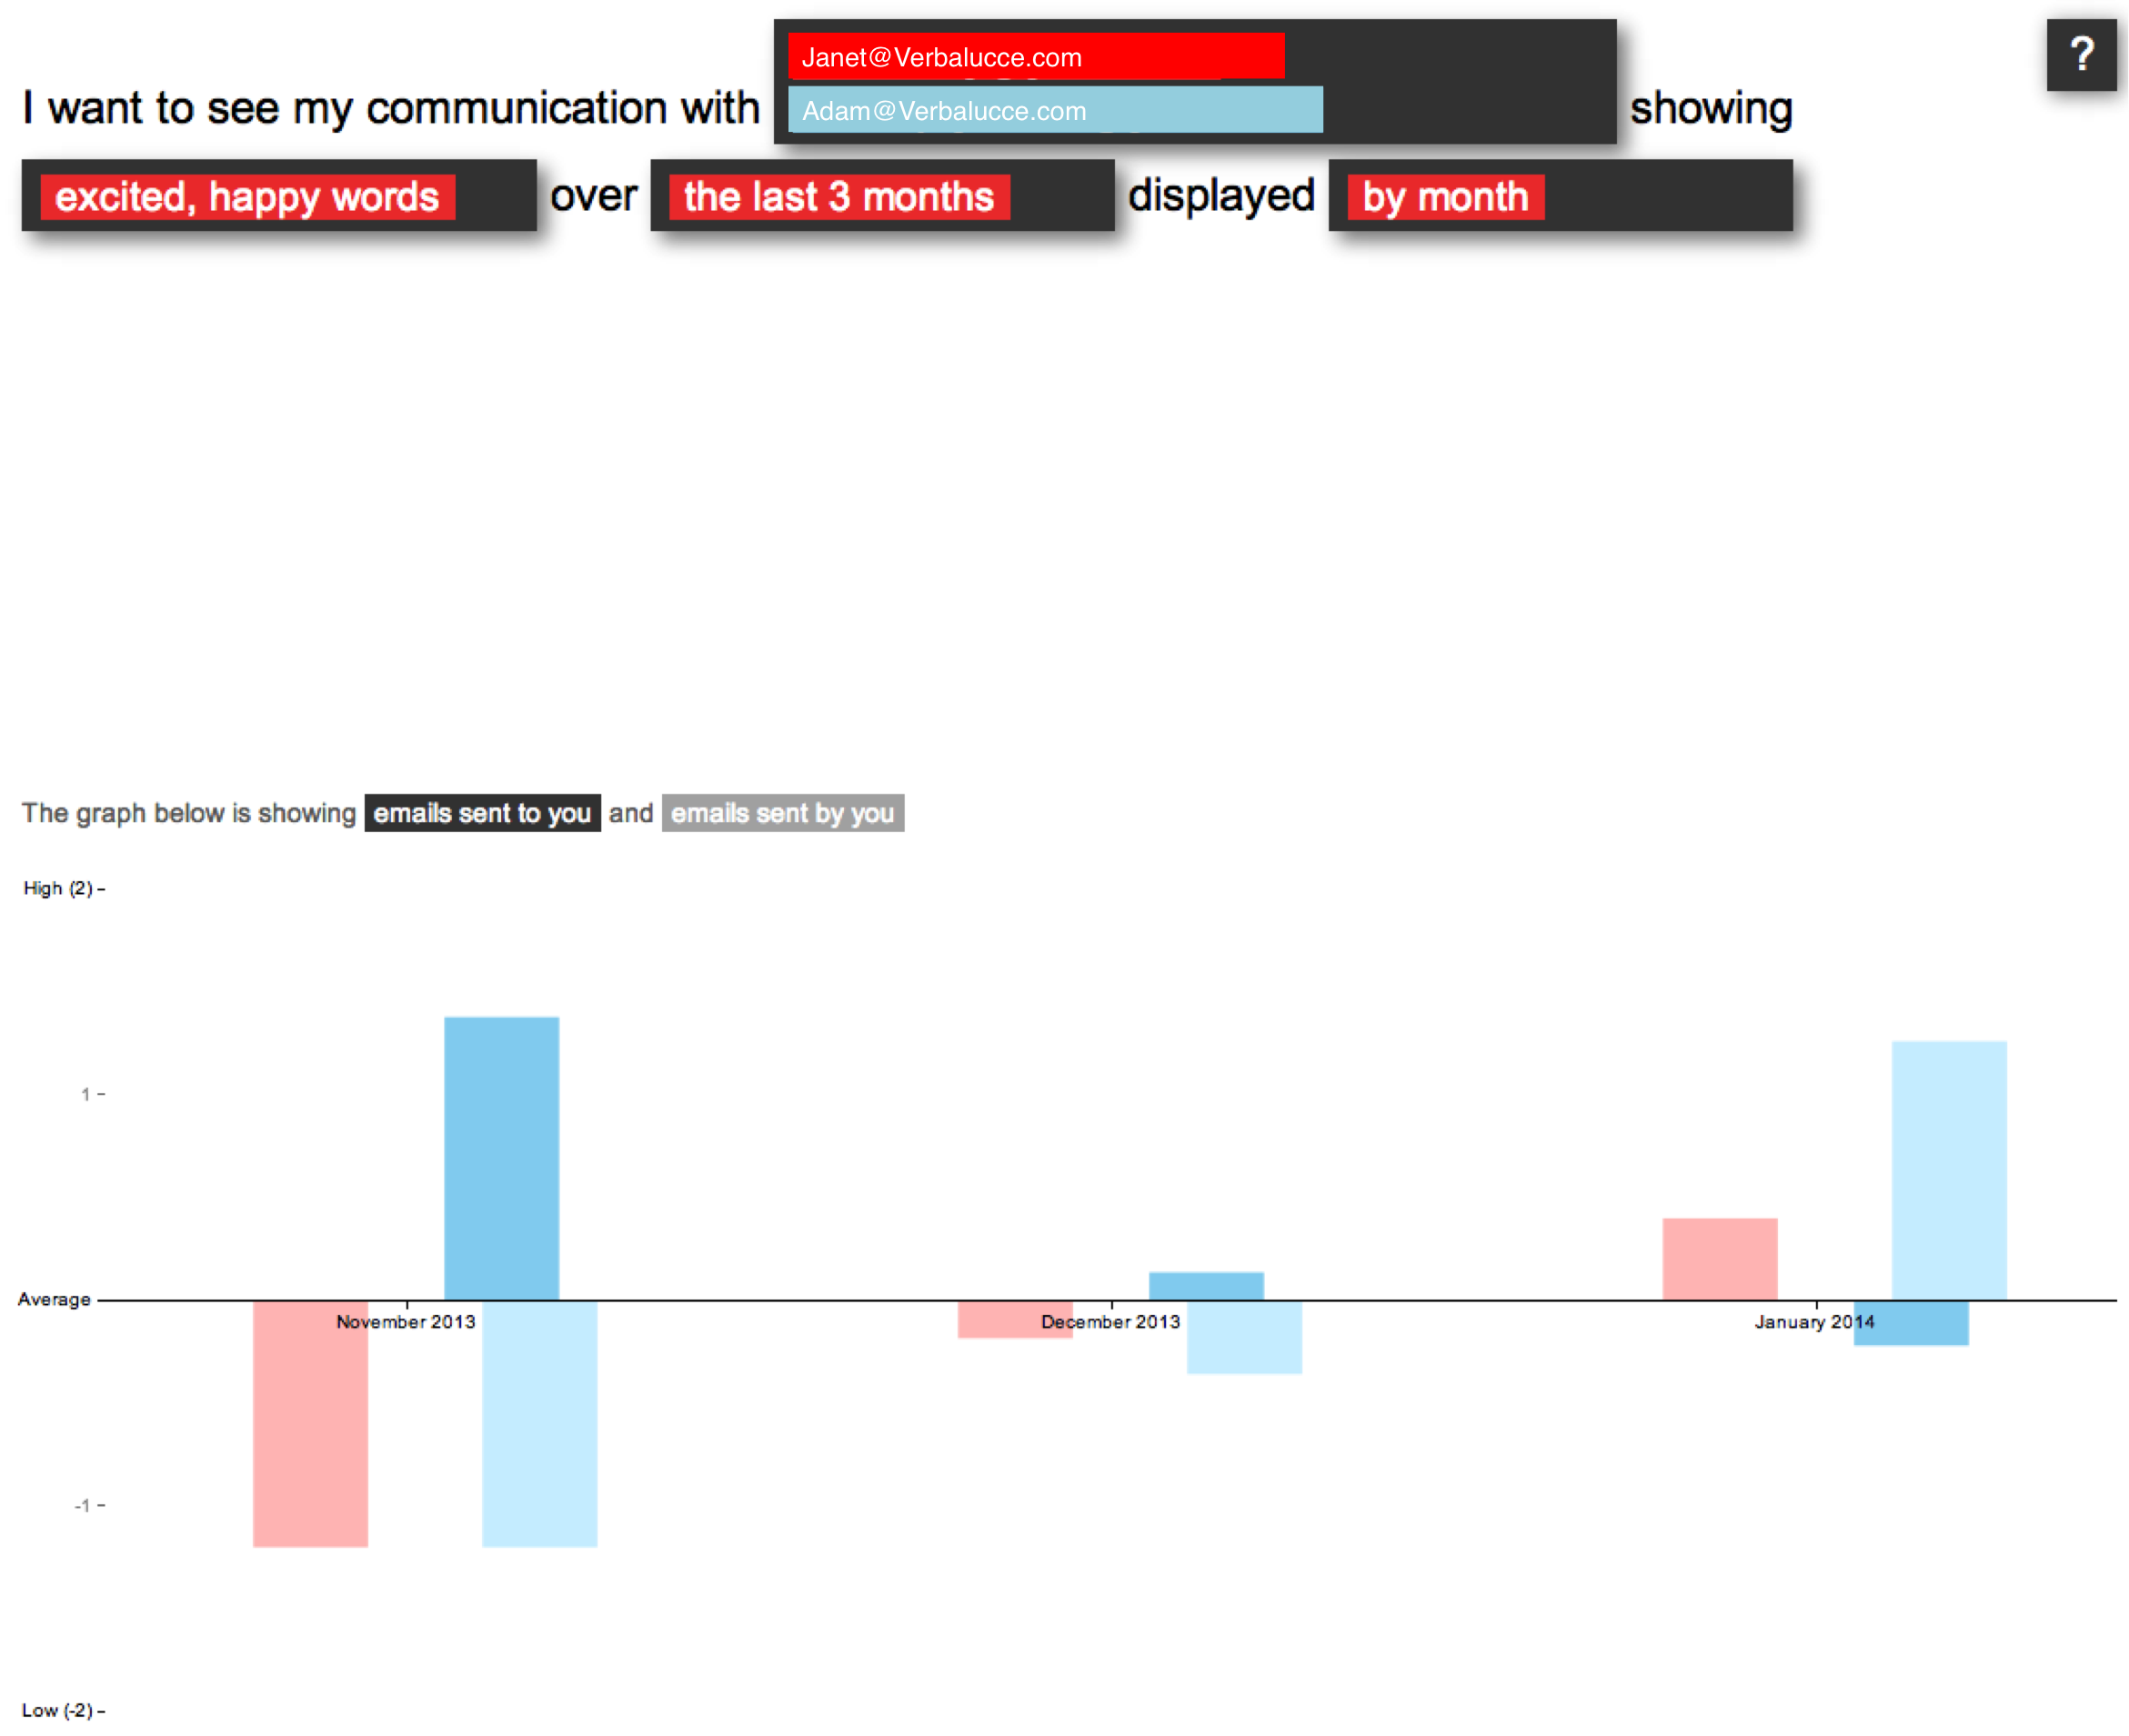 Janet@Verbalucce.com
?
I want to see my communication with Adam@Verbalucce.com showing
excited, happy words over the last 3 months displayed by month
The graph below is showing emails sent to you and emails sent by you
High (2)
1
Average
November 2013 December 2013 January 2014
-1
Low (-2)